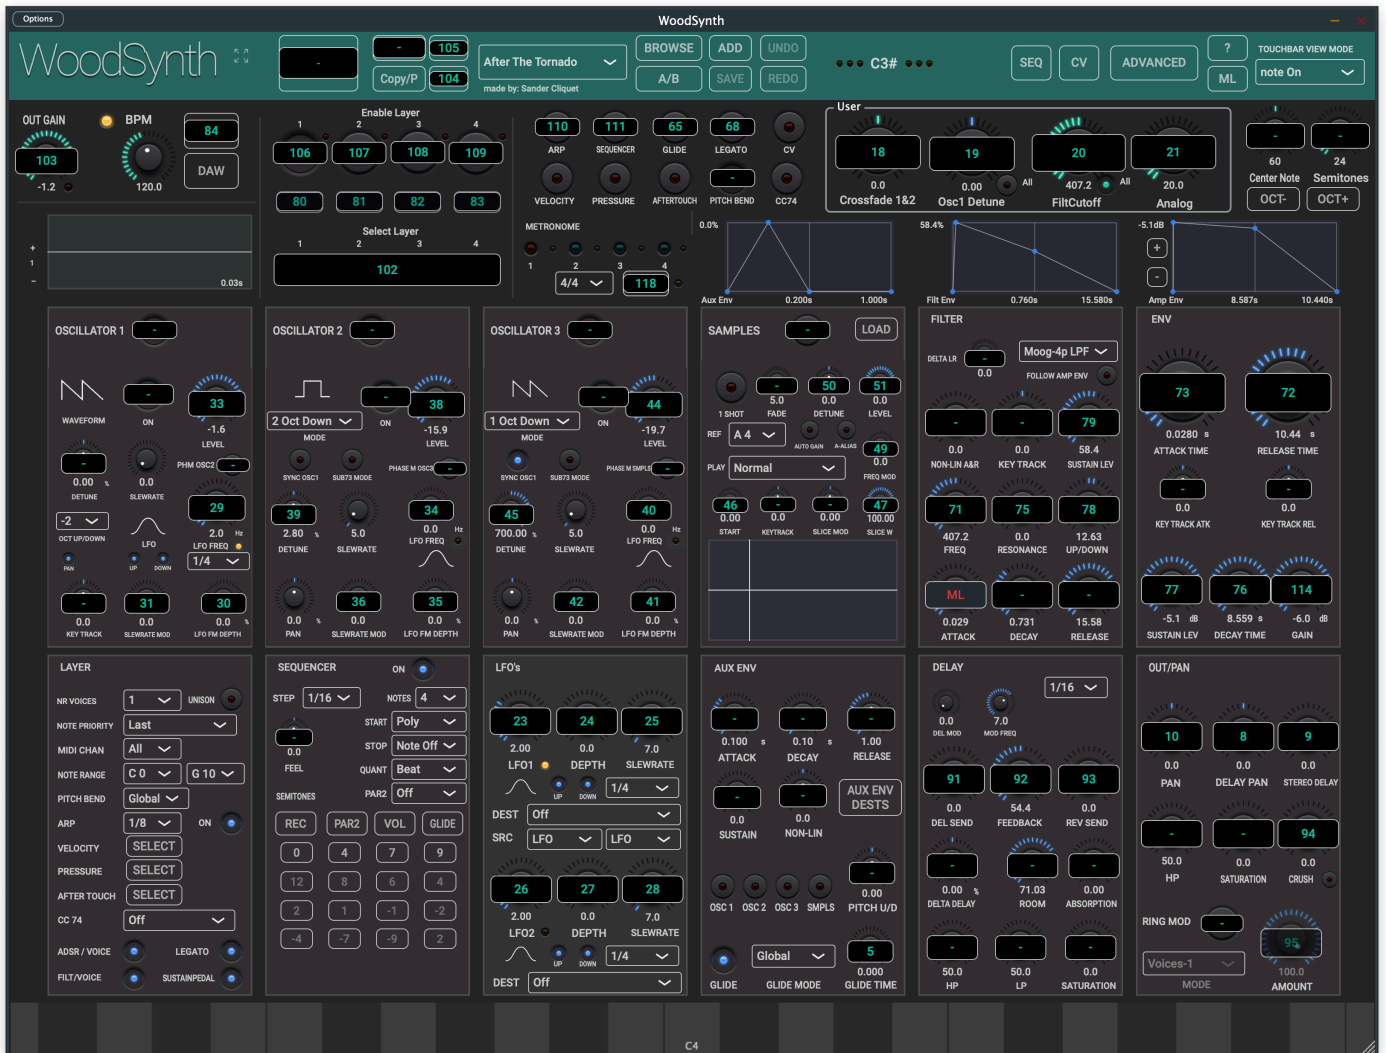 Options
WoodSynth
WoodSynth
-
- 105
Copy/P 104
After The Tornado
made by: Sander Cliquet
BROWSE ADD UNDO
A/B SAVE REDO
C3#
SEQ CV ADVANCED
?
ML
TOUCHBAR VIEW MODE
note On
OUT GAIN BPM
103
-1.2 120.0
84
DAW
Enable Layer
1 2 3 4
106 107 108 109
80 81 82 83
Select Layer
1 2 3 4
102
110 111 65 68
ARP SEQUENCER GLIDE LEGATO CV
-
VELOCITY PRESSURE AFTERTOUCH PITCH BEND CC74
METRONOME
1 2 3 4
4/4 118
User
18 19 20 21
0.0 0.00 All 407.2 All 20.0
Crossfade 1&2 Osc1 Detune FiltCutoff Analog
- -
60 24
Center Note Semitones
OCT- OCT+
+
1
-
0.03s
0.0%
Aux Env 0.200s 1.000s
58.4%
Filt Env 0.760s 15.580s
-5.1dB
+
-
Amp Env 8.587s 10.440s
OSCILLATOR 1 -
WAVEFORM
-
ON
33
-1.6
LEVEL
-
0.00 %
DETUNE
0.0
SLEWRATE
PHM OSC2 -
29
2.0 Hz
LFO FREQ
-2
OCT UP/DOWN
LFO
PAN UP DOWN
1/4
- 31 30
0.0 0.0 0.0
KEY TRACK SLEWRATE MOD LFO FM DEPTH
OSCILLATOR 2 -
2 Oct Down
MODE
-
ON
38
-15.9
LEVEL
SYNC OSC1 SUB73 MODE
PHASE M OSC3 -
39
2.80 %
DETUNE
5.0
SLEWRATE
34
0.0 Hz
LFO FREQ
36 35
0.0 % 0.0 0.0
PAN SLEWRATE MOD LFO FM DEPTH
OSCILLATOR 3 -
1 Oct Down
MODE
-
ON
44
-19.7
LEVEL
SYNC OSC1 SUB73 MODE
PHASE M SMPLS -
45
700.00 %
DETUNE
5.0
SLEWRATE
40
0.0 Hz
LFO FREQ
42 41
0.0 % 0.0 0.0
PAN SLEWRATE MOD LFO FM DEPTH
SAMPLES - LOAD
- 50 51
5.0 0.0 0.0
1 SHOT FADE DETUNE LEVEL
REF A 4
AUTO GAIN A-ALIAS
49
0.0
FREQ MOD
PLAY Normal
46 - - 47
0.00 0.0 0.00 100.00
START KEYTRACK SLICE MOD SLICE W
FILTER
DELTA LR -
0.0
Moog-4p LPF
FOLLOW AMP ENV
- - 79
0.0 0.0 58.4
NON-LIN A&R KEY TRACK SUSTAIN LEV
71 75 78
407.2 0.0 12.63
FREQ RESONANCE UP/DOWN
ML - -
0.029 0.731 15.58
ATTACK DECAY RELEASE
ENV
73 72
0.0280 s 10.44 s
ATTACK TIME RELEASE TIME
- -
0.0 0.0
KEY TRACK ATK KEY TRACK REL
77 76 114
-5.1 dB 8.559 s -6.0 dB
SUSTAIN LEV DECAY TIME GAIN
LAYER
NR VOICES 1 UNISON
NOTE PRIORITY Last
MIDI CHAN All
NOTE RANGE C 0 G 10
PITCH BEND Global
ARP 1/8 ON
VELOCITY SELECT
PRESSURE SELECT
AFTER TOUCH SELECT
CC 74 Off
ADSR / VOICE LEGATO
FILT/VOICE SUSTAINPEDAL
SEQUENCER ON
STEP 1/16 NOTES 4
-
0.0
FEEL
START Poly
STOP Note Off
QUANT Beat
PAR2 Off
SEMITONES
REC PAR2 VOL GLIDE
0 4 7 9
12 8 6 4
2 1 -1 -2
-4 -7 -9 2
LFO's
23 24 25
2.00 0.0 7.0
LFO1 DEPTH SLEWRATE
UP DOWN 1/4
DEST Off
SRC LFO LFO
26 27 28
2.00 0.0 7.0
LFO2 DEPTH SLEWRATE
UP DOWN 1/4
DEST Off
AUX ENV
- - -
0.100 s 0.10 s 1.00
ATTACK DECAY RELEASE
- -
0.0 0.0
SUSTAIN NON-LIN
AUX ENV
DESTS
-
0.00
OSC 1 OSC 2 OSC 3 SMPLS PITCH U/D
Global 5
0.000
GLIDE GLIDE MODE GLIDE TIME
DELAY
0.0 7.0
DEL MOD MOD FREQ
1/16
91 92 93
0.0 54.4 0.0
DEL SEND FEEDBACK REV SEND
- - -
0.00 % 71.03 0.00
DELTA DELAY ROOM ABSORPTION
- - -
50.0 50.0 0.0
HP LP SATURATION
OUT/PAN
10 8 9
0.0 0.0 0.0
PAN DELAY PAN STEREO DELAY
- - 94
50.0 0.0 0.0
HP SATURATION CRUSH
RING MOD - 95
Voices-1
MODE
100.0
AMOUNT
C4